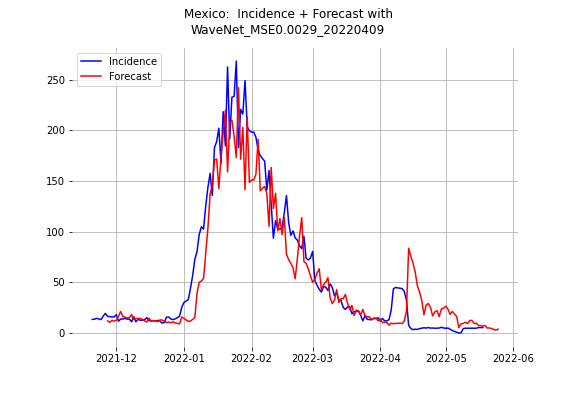 Mexico:  Incidence + Forecast with
WaveNet_MSE0.0029_20220409
Incidence
Forecast
250
200
150
100
50
0
2021-12 2022-01 2022-02 2022-03 2022-04 2022-05 2022-06